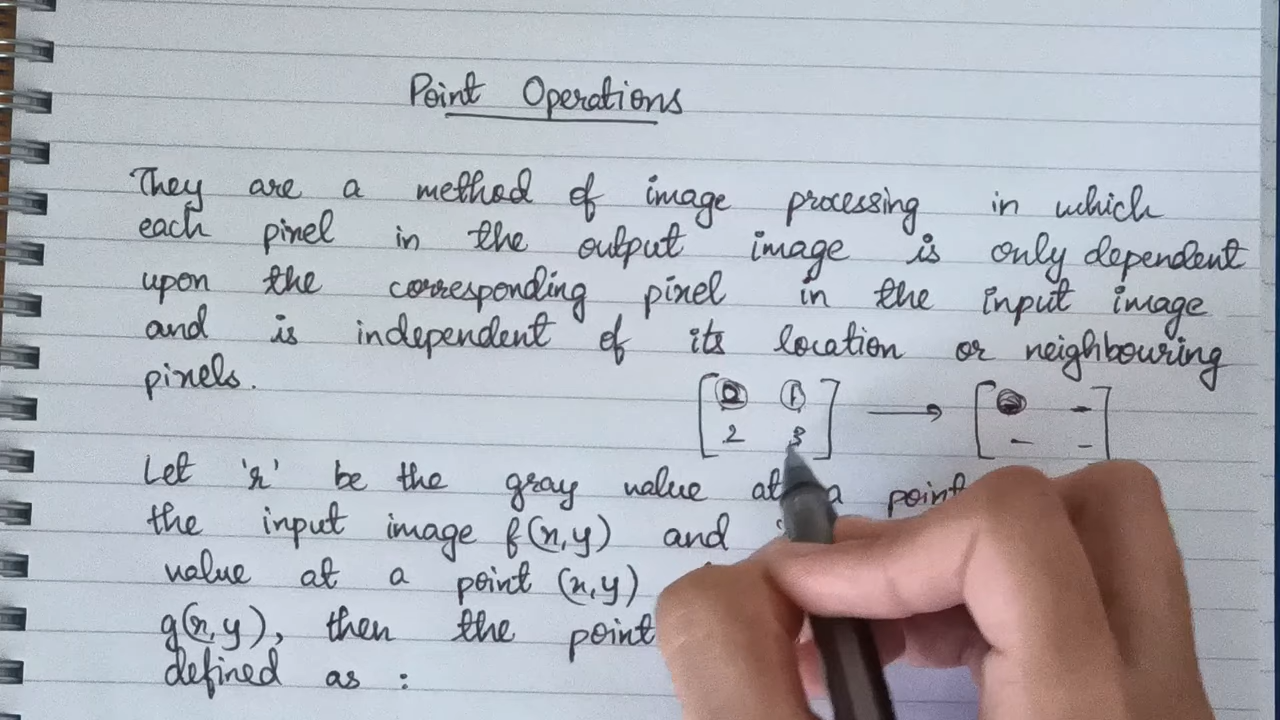 Point Operations
They are a method of image processing in which
each pixel in the output image is only dependent
upon the corresponding pixel in the input image
and is independent of its location or neighbouring
pixels.
[ 1 ] → [ - ]
[ 2 3 ] [ - - ]
Let 'r' be the gray value at a point
the input image f(x,y) and
value at a point (x,y)
g(x,y), then the point
defined as :